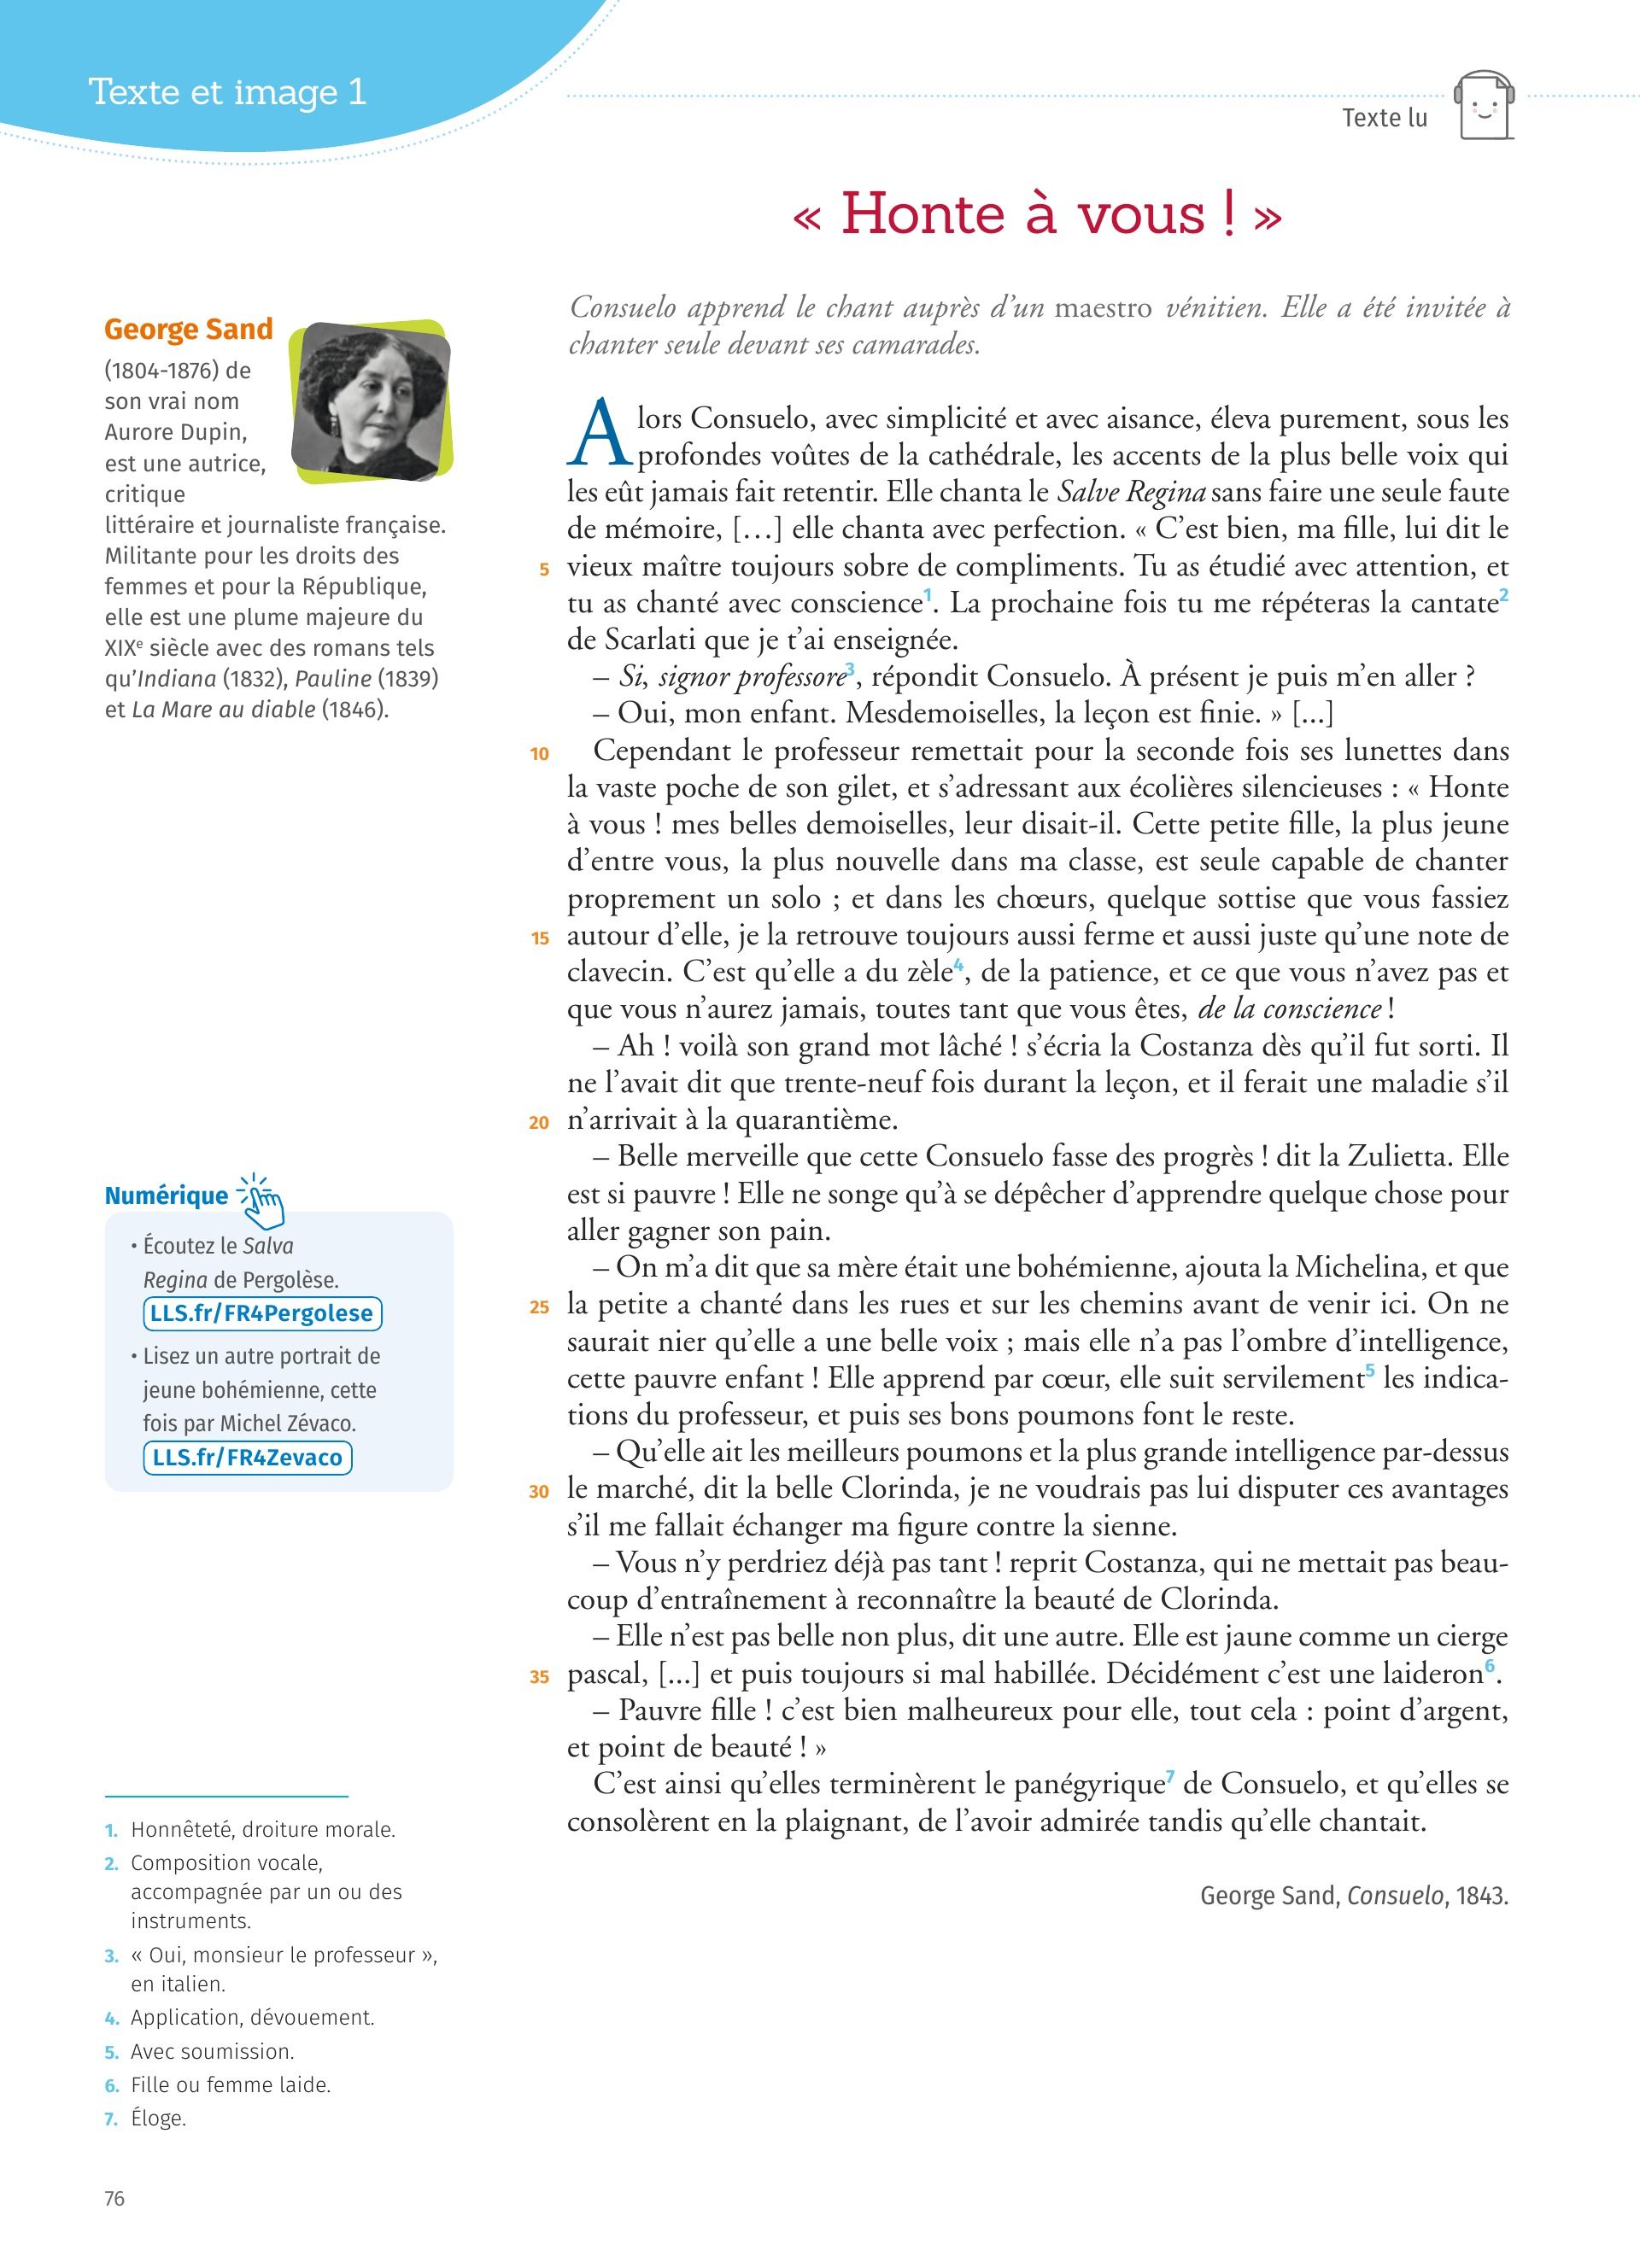 Texte et image 1
Texte lu
« Honte à vous ! »
Consuelo apprend le chant auprès d’un maestro vénitien. Elle a été invitée à
chanter seule devant ses camarades.
George Sand
(1804-1876) de
son vrai nom
Aurore Dupin,
est une autrice,
critique
littéraire et journaliste française.
Militante pour les droits des
femmes et pour la République,
elle est une plume majeure du
XIXe siècle avec des romans tels
qu’Indiana (1832), Pauline (1839)
et La Mare au diable (1846).
Alors Consuelo, avec simplicité et avec aisance, éleva purement, sous les
profondes voûtes de la cathédrale, les accents de la plus belle voix qui
les eût jamais fait retentir. Elle chanta le Salve Regina sans faire une seule faute
de mémoire, […] elle chanta avec perfection. « C’est bien, ma fille, lui dit le
5 vieux maître toujours sobre de compliments. Tu as étudié avec attention, et
tu as chanté avec conscience1. La prochaine fois tu me répéteras la cantate2
de Scarlati que je t’ai enseignée.
– Si, signor professore3, répondit Consuelo. À présent je puis m’en aller ?
– Oui, mon enfant. Mesdemoiselles, la leçon est finie. » [...]
10 Cependant le professeur remettait pour la seconde fois ses lunettes dans
la vaste poche de son gilet, et s’adressant aux écolières silencieuses : « Honte
à vous ! mes belles demoiselles, leur disait-il. Cette petite fille, la plus jeune
d’entre vous, la plus nouvelle dans ma classe, est seule capable de chanter
proprement un solo ; et dans les chœurs, quelque sottise que vous fassiez
15 autour d’elle, je la retrouve toujours aussi ferme et aussi juste qu’une note de
clavecin. C’est qu’elle a du zèle4, de la patience, et ce que vous n’avez pas et
que vous n’aurez jamais, toutes tant que vous êtes, de la conscience !
– Ah ! voilà son grand mot lâché ! s’écria la Costanza dès qu’il fut sorti. Il
ne l’avait dit que trente-neuf fois durant la leçon, et il ferait une maladie s’il
20 n’arrivait à la quarantième.
– Belle merveille que cette Consuelo fasse des progrès ! dit la Zulietta. Elle
est si pauvre ! Elle ne songe qu’à se dépêcher d’apprendre quelque chose pour
aller gagner son pain.
– On m’a dit que sa mère était une bohémienne, ajouta la Michelina, et que
25 la petite a chanté dans les rues et sur les chemins avant de venir ici. On ne
saurait nier qu’elle a une belle voix ; mais elle n’a pas l’ombre d’intelligence,
cette pauvre enfant ! Elle apprend par cœur, elle suit servilement5 les indica-
tions du professeur, et puis ses bons poumons font le reste.
– Qu’elle ait les meilleurs poumons et la plus grande intelligence par-dessus
30 le marché, dit la belle Clorinda, je ne voudrais pas lui disputer ces avantages
s’il me fallait échanger ma figure contre la sienne.
– Vous n’y perdriez déjà pas tant ! reprit Costanza, qui ne mettait pas beau-
coup d’entraînement à reconnaître la beauté de Clorinda.
– Elle n’est pas belle non plus, dit une autre. Elle est jaune comme un cierge
35 pascal, [...] et puis toujours si mal habillée. Décidément c’est une laideron6.
– Pauvre fille ! c’est bien malheureux pour elle, tout cela : point d’argent,
et point de beauté ! »
C’est ainsi qu’elles terminèrent le panégyrique7 de Consuelo, et qu’elles se
consolèrent en la plaignant, de l’avoir admirée tandis qu’elle chantait.
George Sand, Consuelo, 1843.
Numérique
• Écoutez le Salva
Regina de Pergolèse.
LLS.fr/FR4Pergolese
• Lisez un autre portrait de
jeune bohémienne, cette
fois par Michel Zévaco.
LLS.fr/FR4Zevaco
1. Honnêteté, droiture morale.
2. Composition vocale,
accompagnée par un ou des
instruments.
3. « Oui, monsieur le professeur »,
en italien.
4. Application, dévouement.
5. Avec soumission.
6. Fille ou femme laide.
7. Éloge.
76